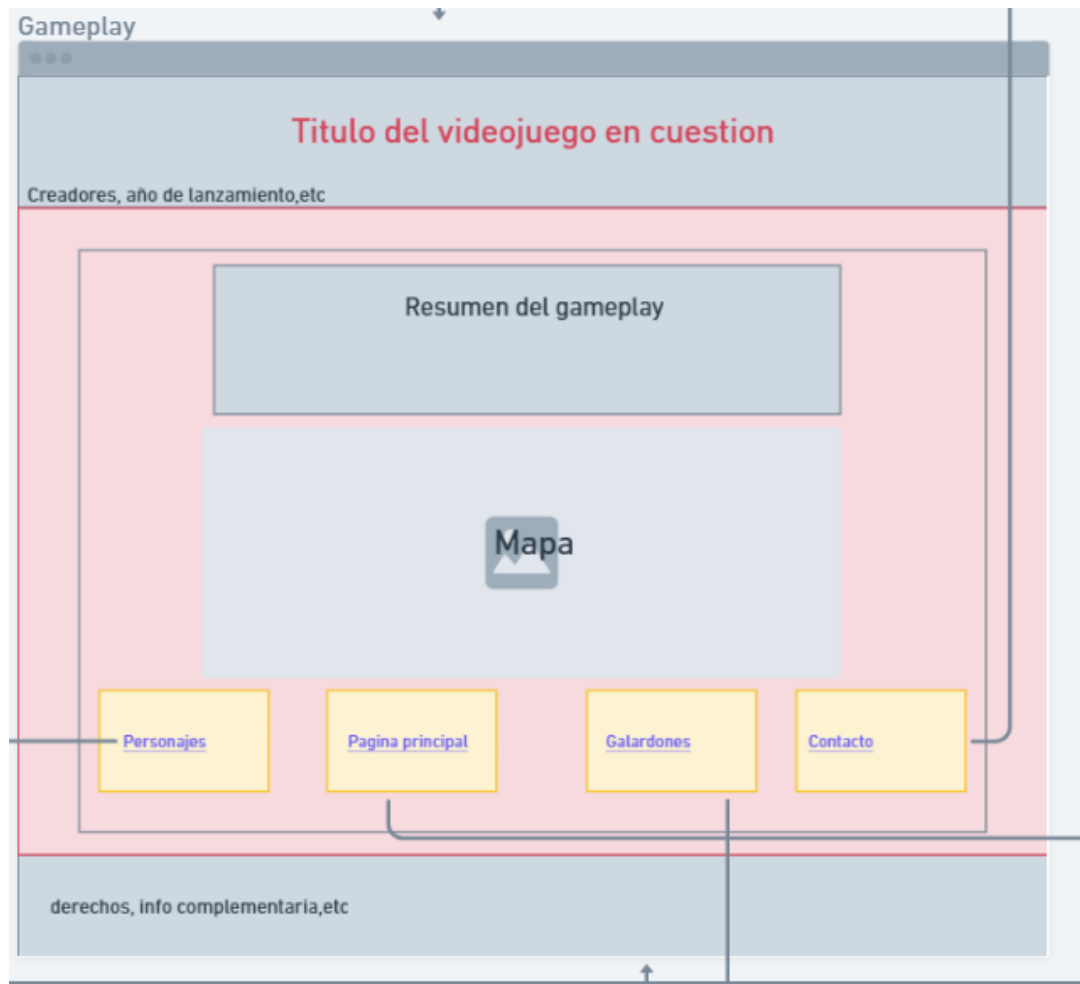 Gameplay
Titulo del videojuego en cuestion
Creadores, año de lanzamiento,etc
Resumen del gameplay
Mapa
Personajes
Pagina principal
Galardones
Contacto
derechos, info complementaria,etc